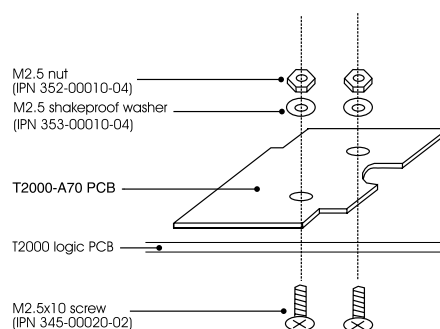 M2.5 nut
(IPN 352-00010-04)
M2.5 shakeproof washer
(IPN 353-00010-04)
T2000-A70 PCB
T2000 logic PCB
M2.5x10 screw
(IPN 345-00020-02)